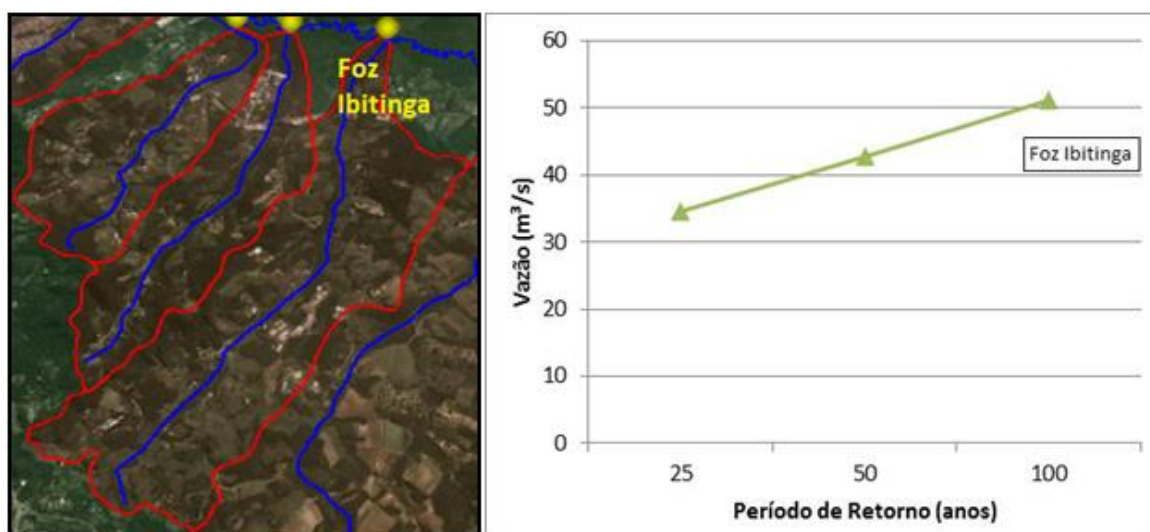 Foz
Ibitinga
60
50
40
30
20
10
0
Vazão (m³/s)
Foz Ibitinga
25 50 100
Período de Retorno (anos)